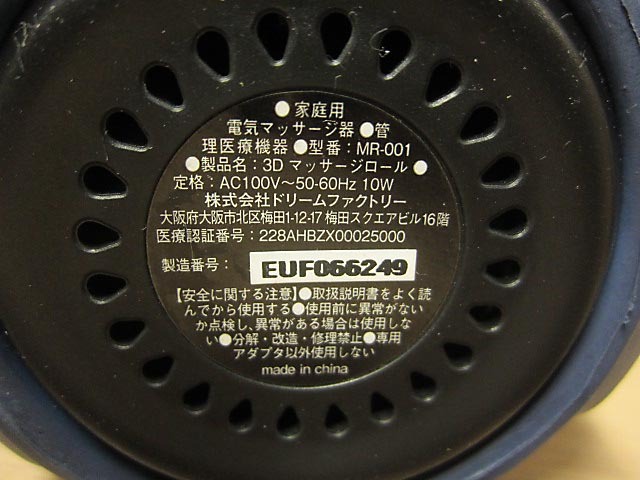 ●家庭用
電気マッサージ器●管
理医療機器●型番：MR-001
●製品名：3Dマッサージロール●
定格：AC100V～50-60Hz 10W
株式会社ドリームファクトリー
大阪府大阪市北区梅田1-12-17 梅田スクエアビル16階
医療認証番号：228AHBZX00025000
製造番号：EUF066249
【安全に関する注意】●取扱説明書をよく読
んでから使用する●使用前に異常がない
か点検し、異常がある場合は使用しな
い●分解・改造・修理禁止●専用
アダプタ以外使用しない
made in china